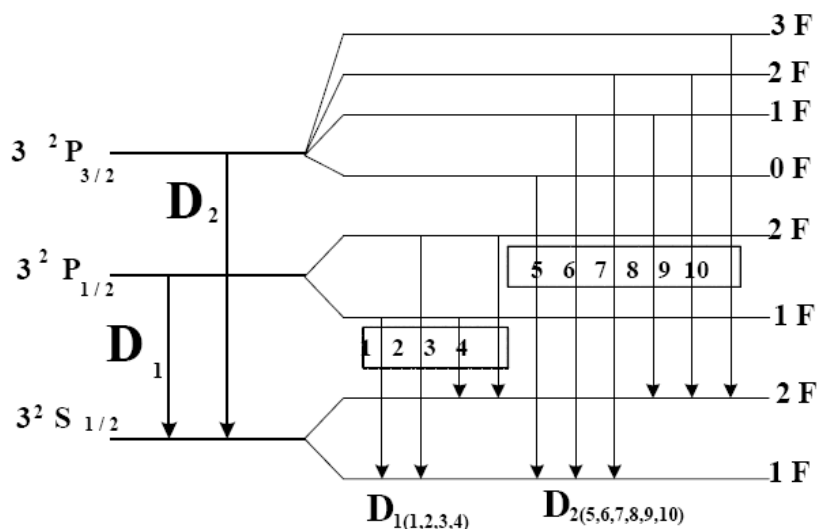 3 F
2 F
1 F
3 ²P₃/₂
0 F
D₂
2 F
5 6 7 8 9 10
3 ²P₁/₂
1 F
D₁
1 2 3 4
2 F
3²S₁/₂
1 F
D₁(1,2,3,4)
D₂(5,6,7,8,9,10)